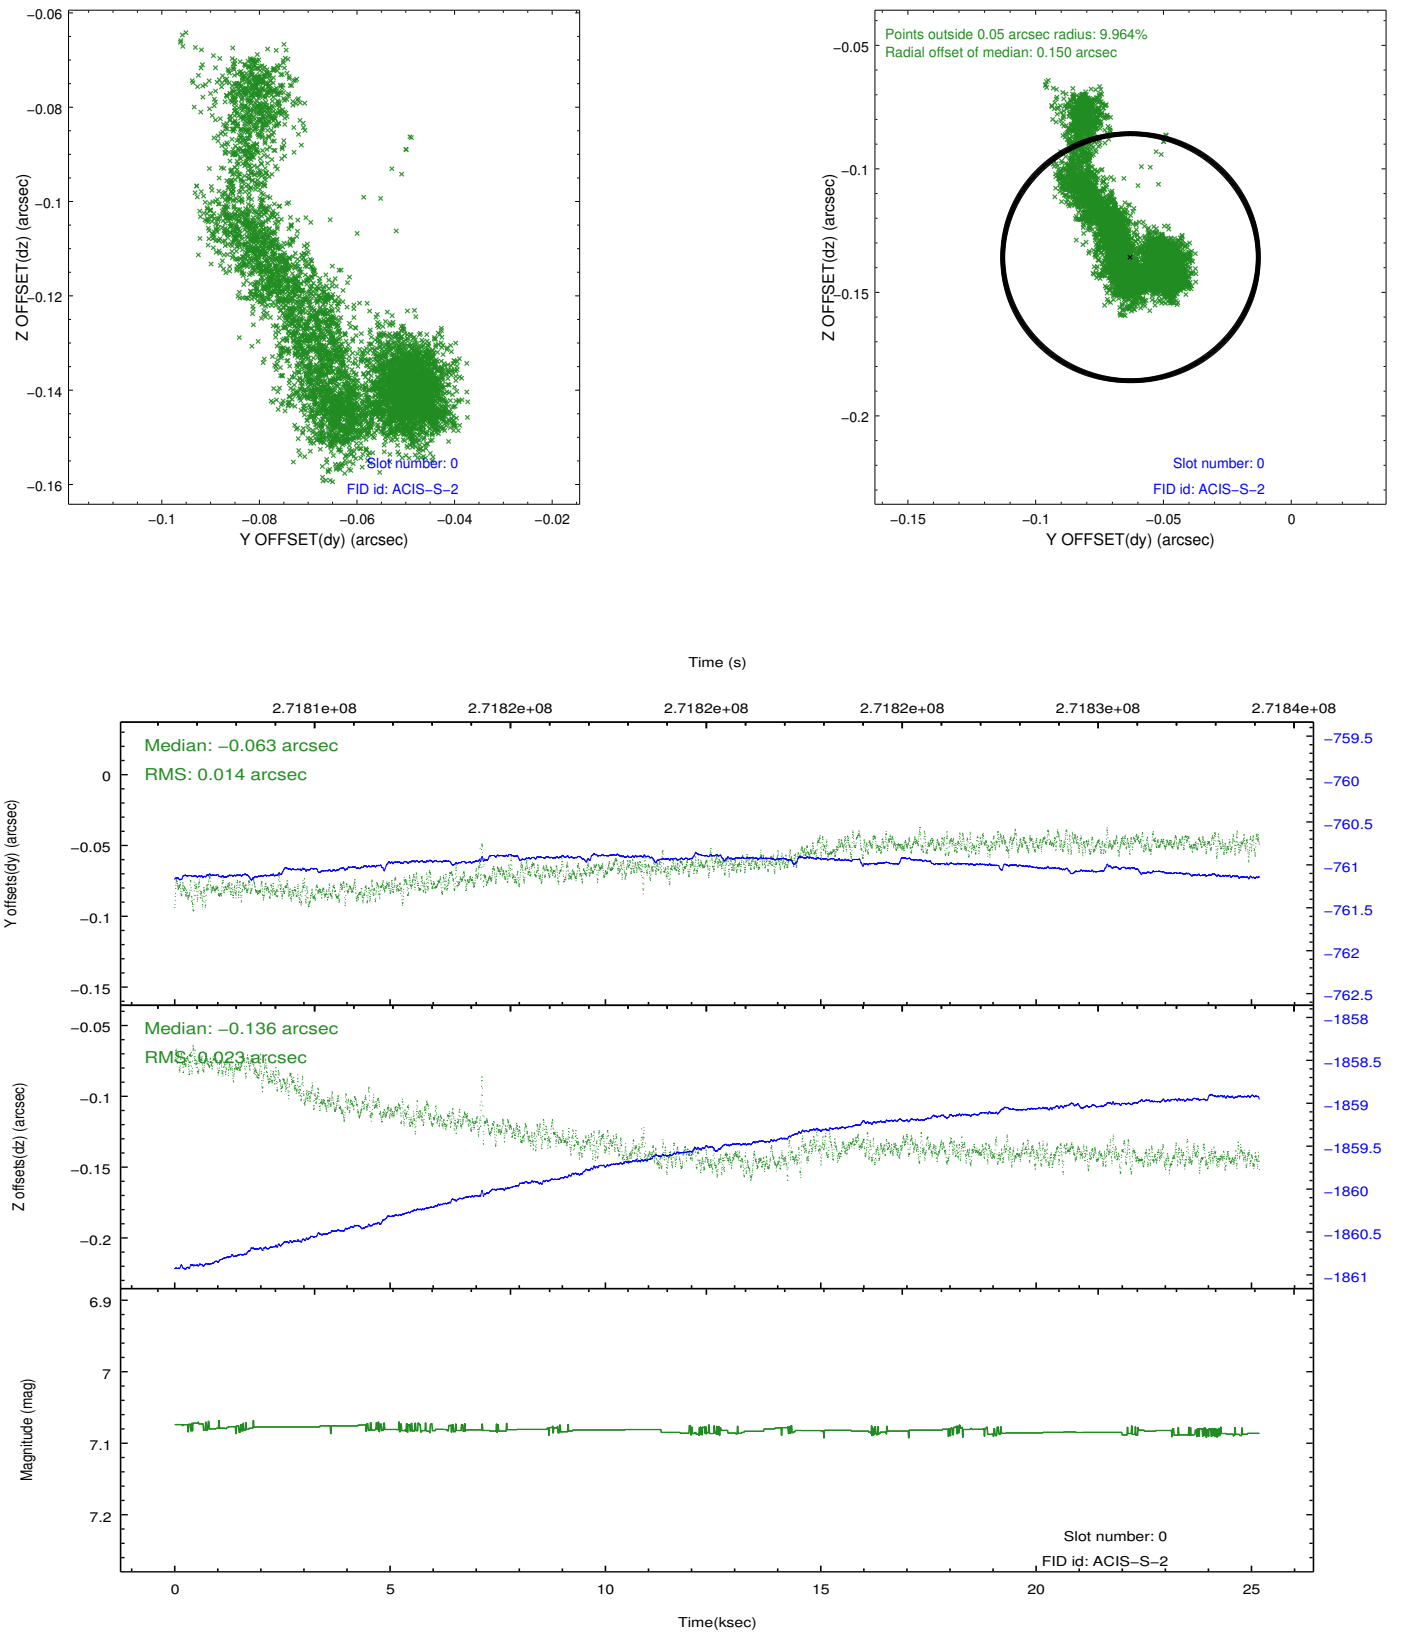 Points outside 0.05 arcsec radius: 9.964%
Radial offset of median: 0.150 arcsec
−0.06
−0.08
−0.1
−0.12
−0.14
−0.16
Z OFFSET(dz) (arcsec)
Slot number: 0
FID id: ACIS−S−2
−0.1
−0.08
−0.06
−0.04
−0.02
Y OFFSET(dy) (arcsec)
−0.05
−0.1
−0.15
−0.2
Z OFFSET(dz) (arcsec)
Slot number: 0
FID id: ACIS−S−2
−0.15
−0.1
−0.05
0
Y OFFSET(dy) (arcsec)
Time (s)
2.7181e+08
2.7182e+08
2.7182e+08
2.7182e+08
2.7183e+08
2.7184e+08
Median: −0.063 arcsec
RMS: 0.014 arcsec
0
−0.05
−0.1
−0.15
Y offsets(dy) (arcsec)
−759.5
−760
−760.5
−761
−761.5
−762
−762.5
Median: −0.136 arcsec
RMS: 0.023 arcsec
−0.05
−0.1
−0.15
−0.2
Z offsets(dz) (arcsec)
−1858
−1858.5
−1859
−1859.5
−1860
−1860.5
−1861
6.9
7
7.1
7.2
Magnitude (mag)
Slot number: 0
FID id: ACIS−S−2
0
5
10
15
20
25
Time(ksec)